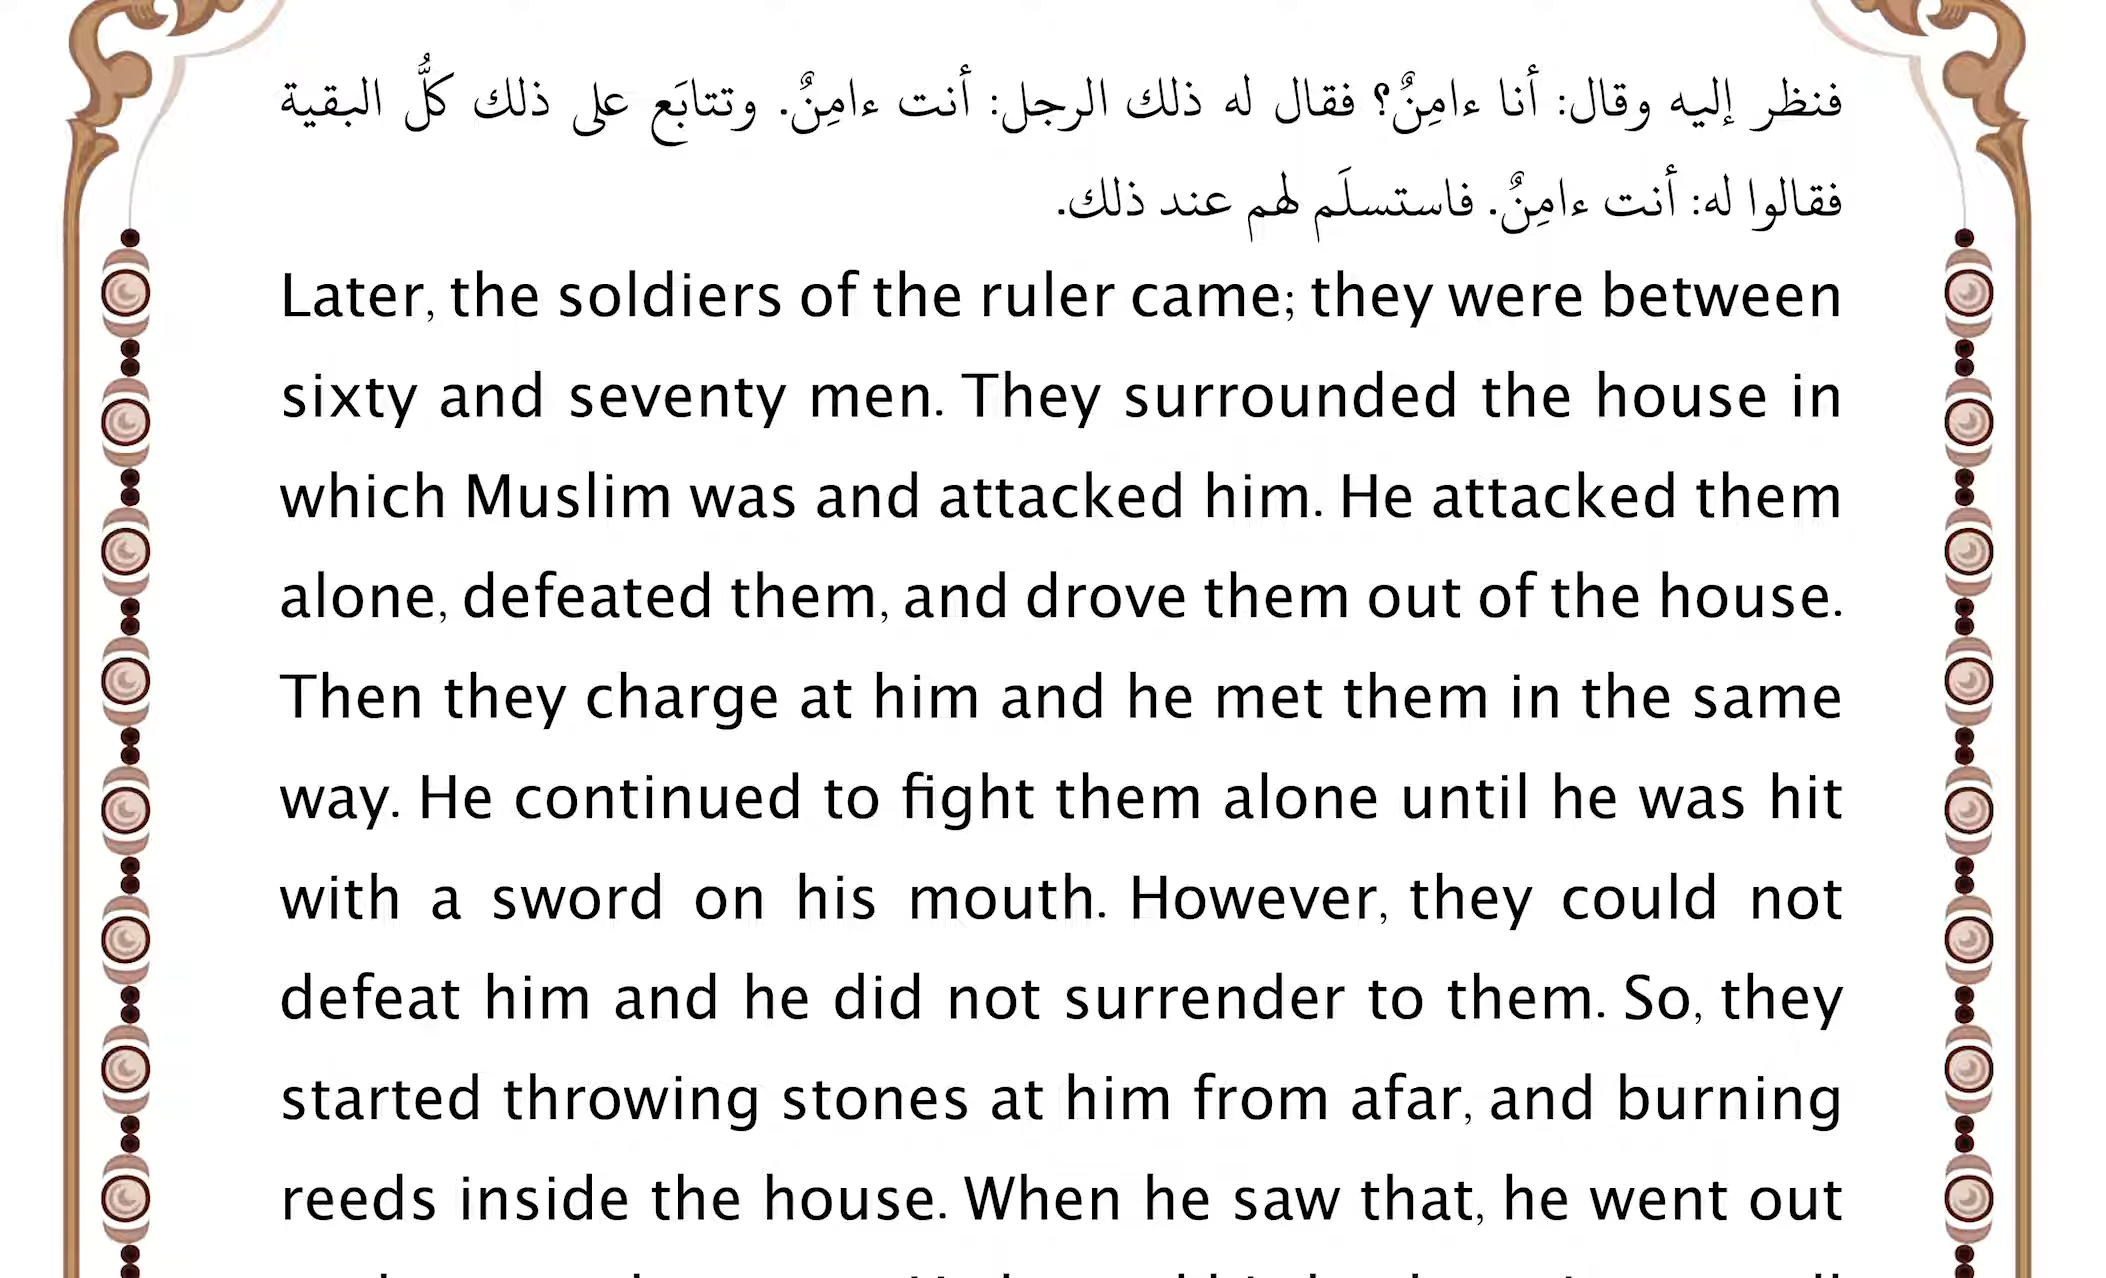 فنظر إليه وقال: أنا ءامِنٌ؟ فقال له ذلك الرجل: أنت ءامِنٌ. وتتابَع على ذلك كلُّ البقية
فقالوا له: أنت ءامِنٌ. فاستسلَم لهم عند ذلك.
Later, the soldiers of the ruler came; they were between
sixty and seventy men. They surrounded the house in
which Muslim was and attacked him. He attacked them
alone, defeated them, and drove them out of the house.
Then they charge at him and he met them in the same
way. He continued to fight them alone until he was hit
with a sword on his mouth. However, they could not
defeat him and he did not surrender to them. So, they
started throwing stones at him from afar, and burning
reeds inside the house. When he saw that, he went out